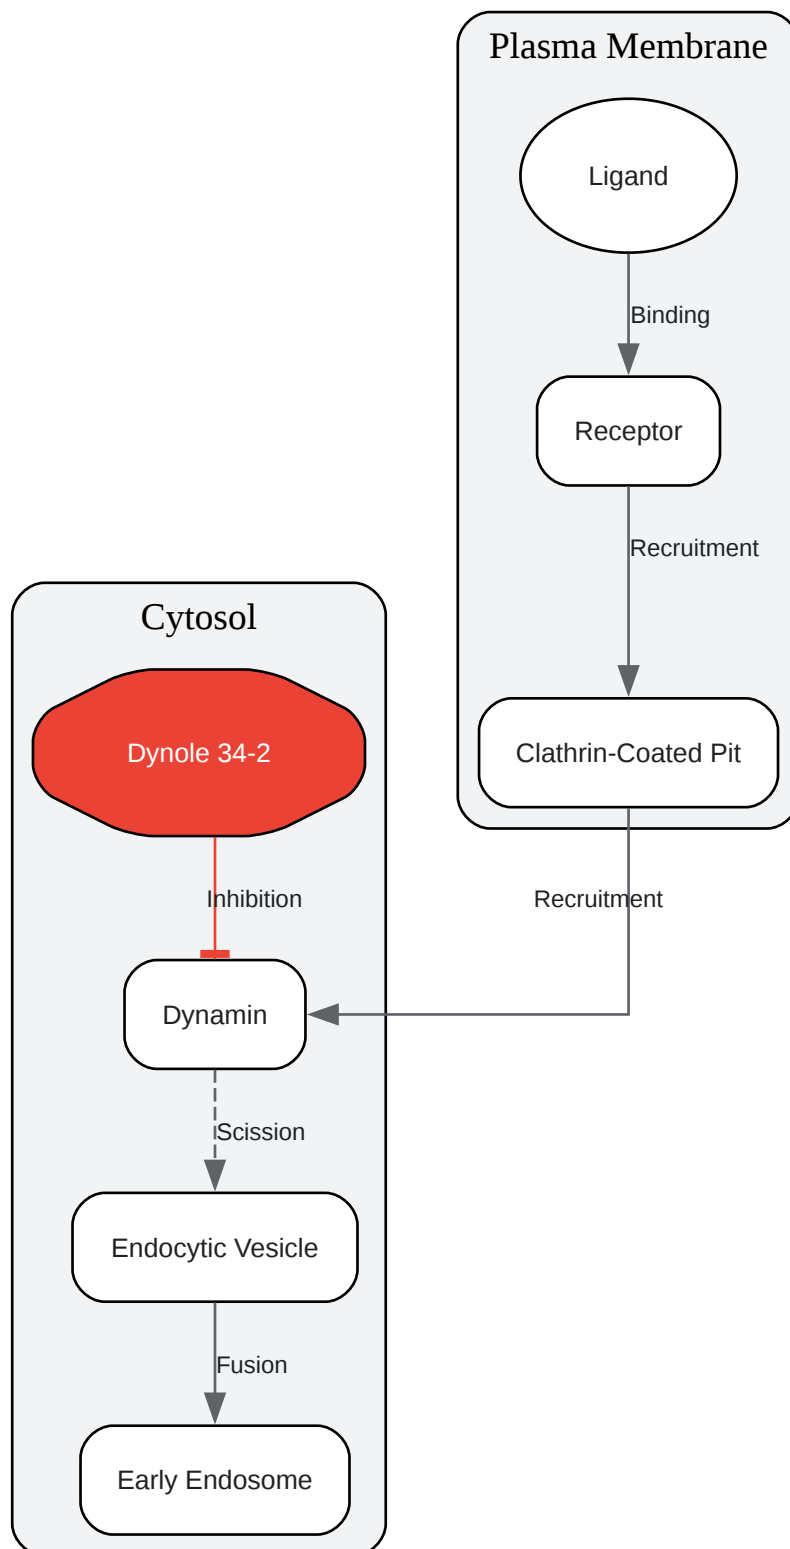 Plasma Membrane
Ligand
Binding
Receptor
Recruitment
Clathrin-Coated Pit
Recruitment
Cytosol
Dynole 34-2
Inhibition
Dynamin
Scission
Endocytic Vesicle
Fusion
Early Endosome